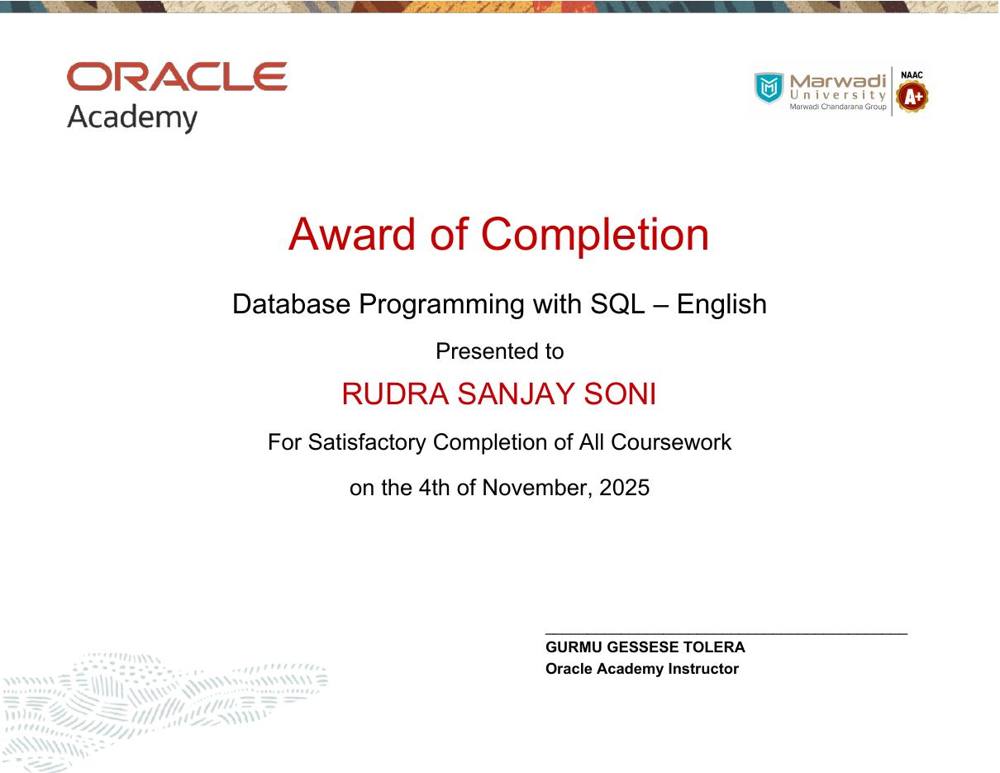 ORACLE
Academy
Marwadi
University
Marwadi Chandarana Group
NAAC
A+
Award of Completion
Database Programming with SQL – English
Presented to
RUDRA SANJAY SONI
For Satisfactory Completion of All Coursework
on the 4th of November, 2025
GURMU GESSESE TOLERA
Oracle Academy Instructor